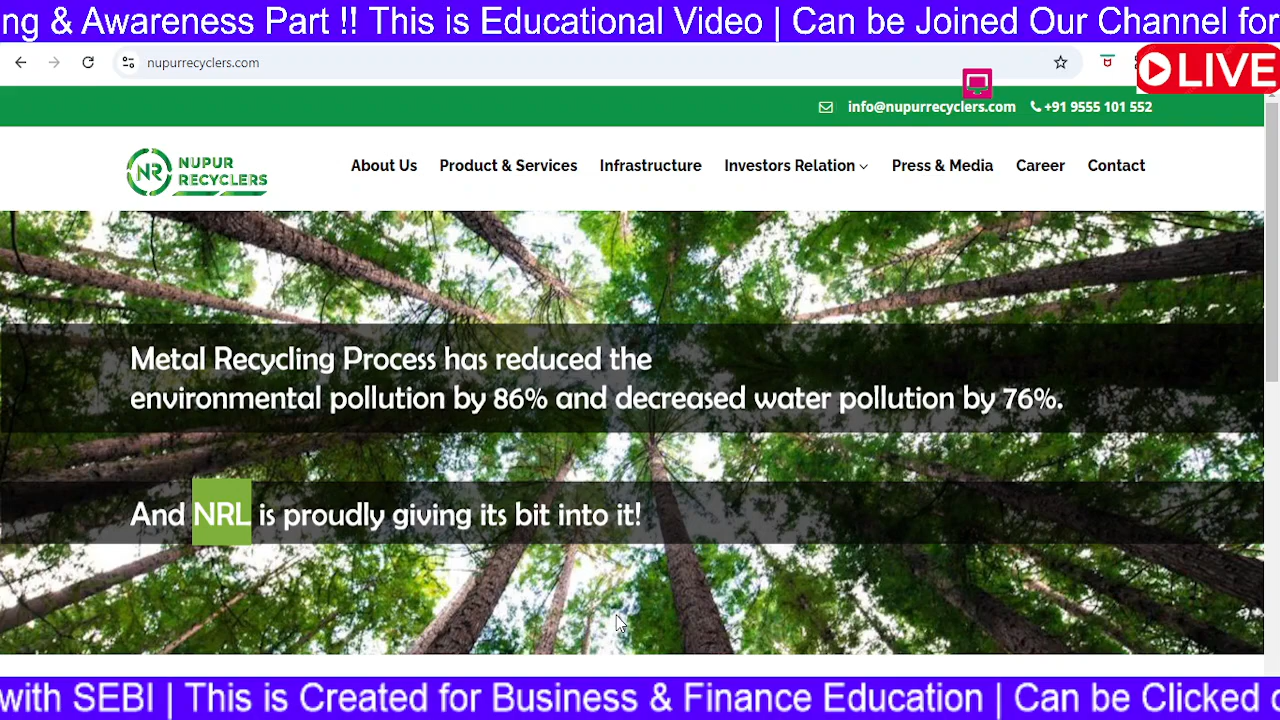 ng & Awareness Part !! This is Educational Video | Can be Joined Our Channel for
nupurrecyclers.com
LIVE
info@nupurrecyclers.com +91 9555 101 552
NR NUPUR
RECYCLERS
About Us Product & Services Infrastructure Investors Relation Press & Media Career Contact
Metal Recycling Process has reduced the
environmental pollution by 86% and decreased water pollution by 76%.
And NRL is proudly giving its bit into it!
with SEBI | This is Created for Business & Finance Education | Can be Clicked